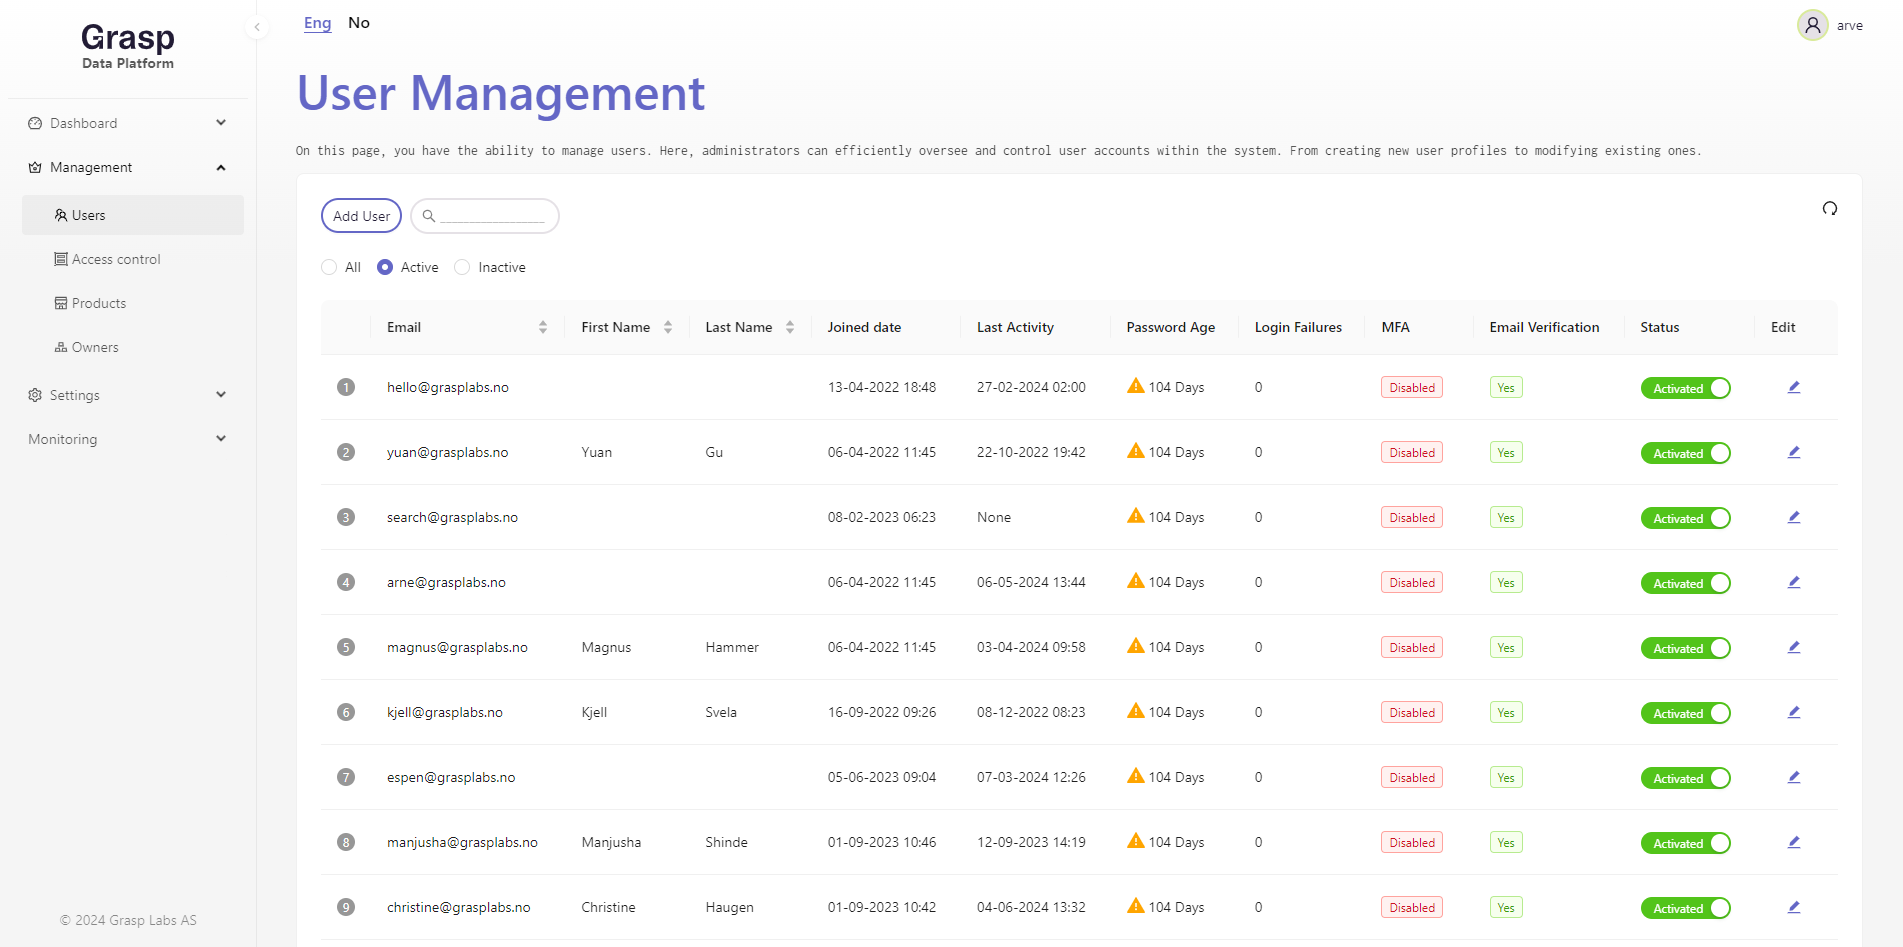 Grasp
Data Platform
Eng No
arve
Dashboard
Management
Users
Access control
Products
Owners
Settings
Monitoring
© 2024 Grasp Labs AS
User Management
On this page, you have the ability to manage users. Here, administrators can efficiently oversee and control user accounts within the system. From creating new user profiles to modifying existing ones.
Add User
All Active Inactive
Email First Name Last Name Joined date Last Activity Password Age Login Failures MFA Email Verification Status Edit
1 hello@grasplabs.no 13-04-2022 18:48 27-02-2024 02:00 104 Days 0 Disabled Yes Activated
2 yuan@grasplabs.no Yuan Gu 06-04-2022 11:45 22-10-2022 19:42 104 Days 0 Disabled Yes Activated
3 search@grasplabs.no 08-02-2023 06:23 None 104 Days 0 Disabled Yes Activated
4 arne@grasplabs.no 06-04-2022 11:45 06-05-2024 13:44 104 Days 0 Disabled Yes Activated
5 magnus@grasplabs.no Magnus Hammer 06-04-2022 11:45 03-04-2024 09:58 104 Days 0 Disabled Yes Activated
6 kjell@grasplabs.no Kjell Svela 16-09-2022 09:26 08-12-2022 08:23 104 Days 0 Disabled Yes Activated
7 espen@grasplabs.no 05-06-2023 09:04 07-03-2024 12:26 104 Days 0 Disabled Yes Activated
8 manjusha@grasplabs.no Manjusha Shinde 01-09-2023 10:46 12-09-2023 14:19 104 Days 0 Disabled Yes Activated
9 christine@grasplabs.no Christine Haugen 01-09-2023 10:42 04-06-2024 13:32 104 Days 0 Disabled Yes Activated